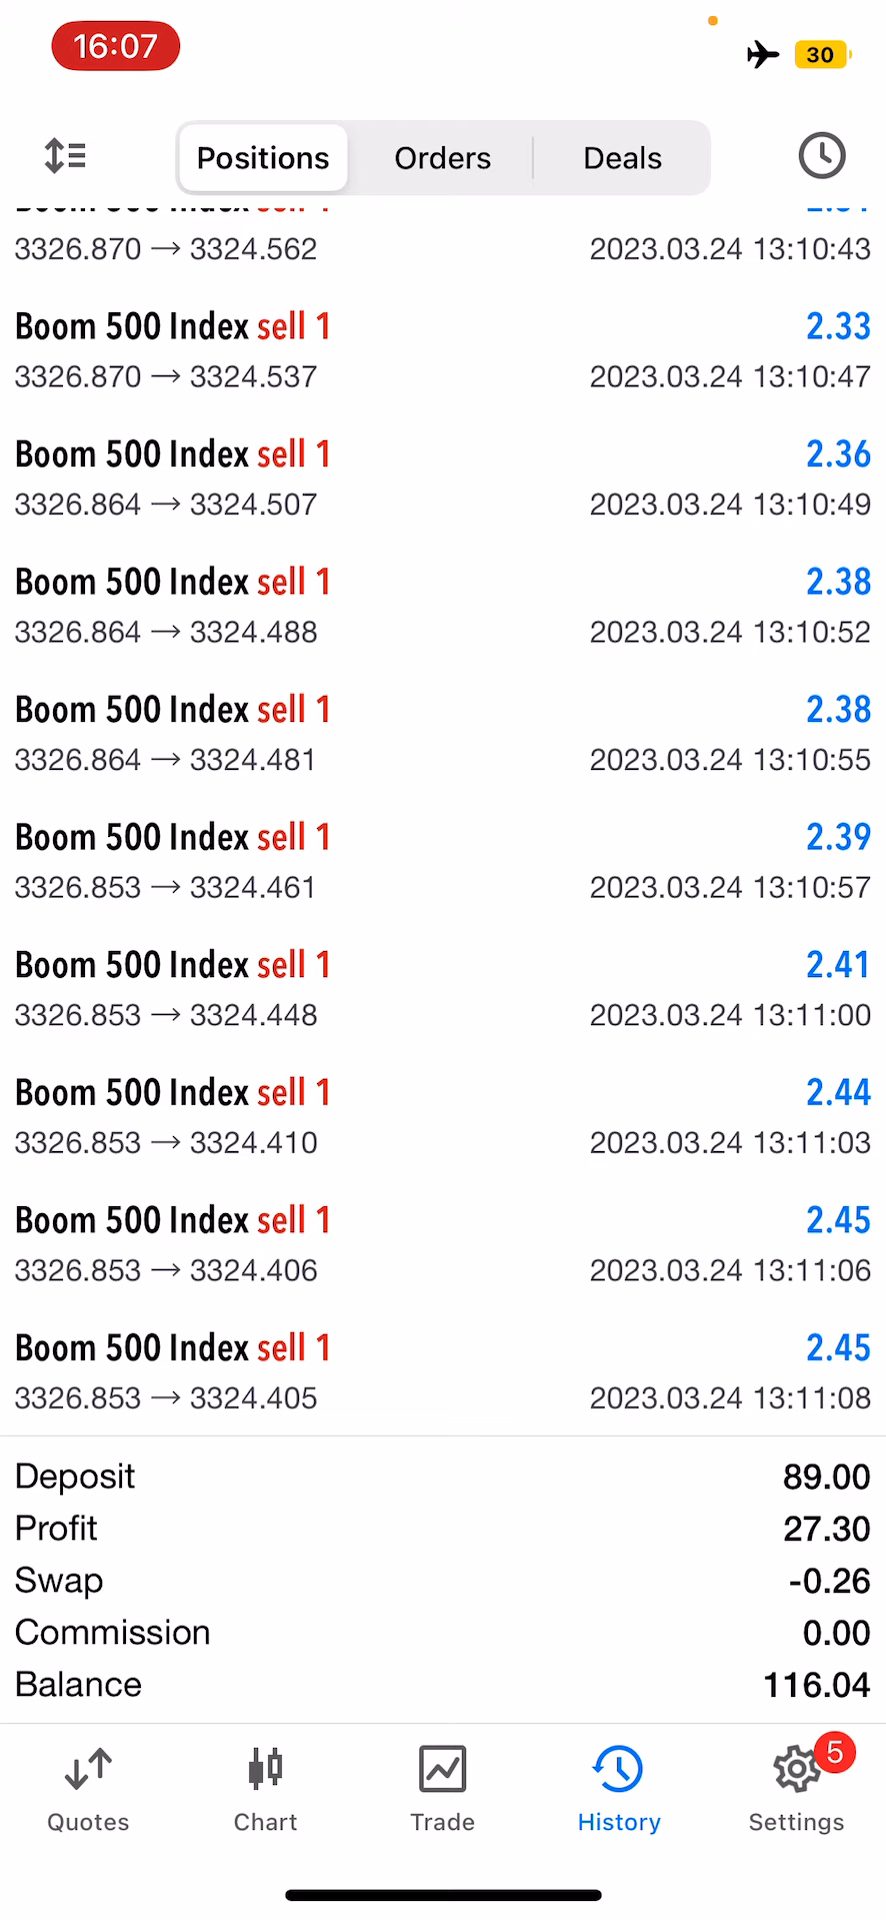 16:07
30
Positions Orders Deals
3326.870 → 3324.562 2023.03.24 13:10:43
Boom 500 Index sell 1 2.33
3326.870 → 3324.537 2023.03.24 13:10:47
Boom 500 Index sell 1 2.36
3326.864 → 3324.507 2023.03.24 13:10:49
Boom 500 Index sell 1 2.38
3326.864 → 3324.488 2023.03.24 13:10:52
Boom 500 Index sell 1 2.38
3326.864 → 3324.481 2023.03.24 13:10:55
Boom 500 Index sell 1 2.39
3326.853 → 3324.461 2023.03.24 13:10:57
Boom 500 Index sell 1 2.41
3326.853 → 3324.448 2023.03.24 13:11:00
Boom 500 Index sell 1 2.44
3326.853 → 3324.410 2023.03.24 13:11:03
Boom 500 Index sell 1 2.45
3326.853 → 3324.406 2023.03.24 13:11:06
Boom 500 Index sell 1 2.45
3326.853 → 3324.405 2023.03.24 13:11:08
Deposit 89.00
Profit 27.30
Swap -0.26
Commission 0.00
Balance 116.04
5
Quotes Chart Trade History Settings